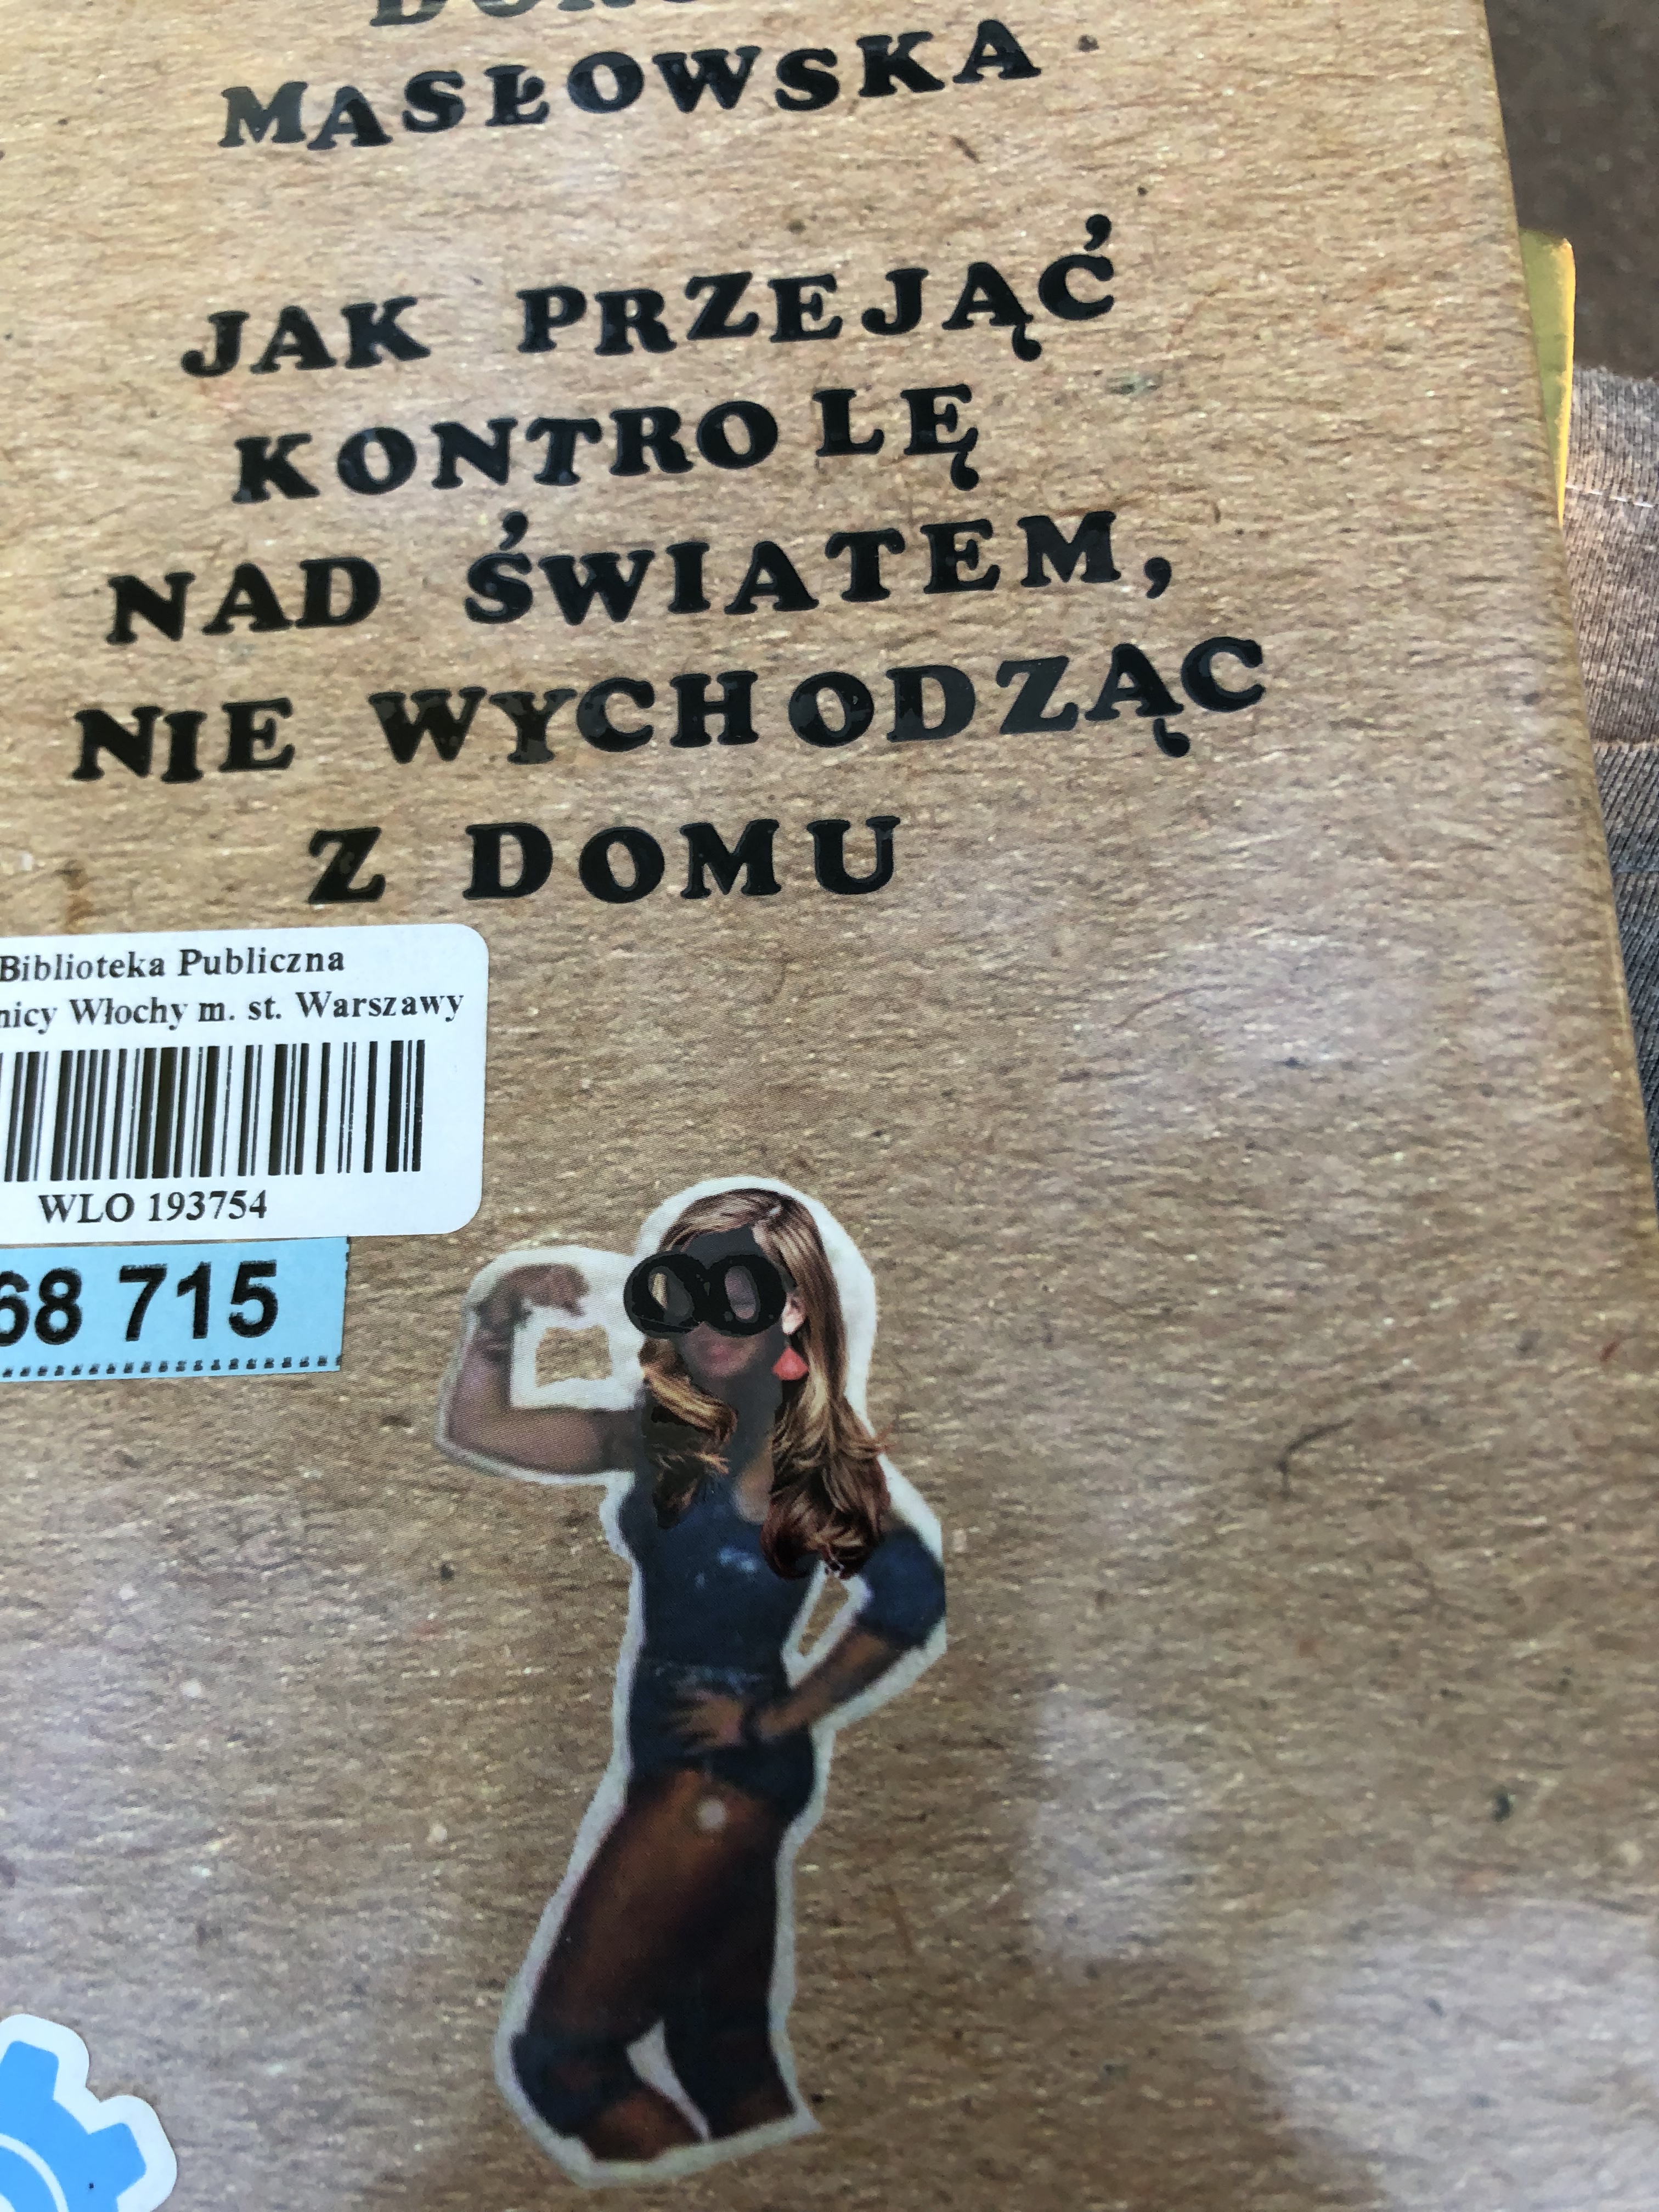 MASŁOWSKA
JAK PRZEJĄĆ
KONTROLĘ
NAD ŚWIATEM,
NIE WYCHODZĄC
Z DOMU
Biblioteka Publiczna
Włochy m. st. Warszawy
WLO 193754
68 715